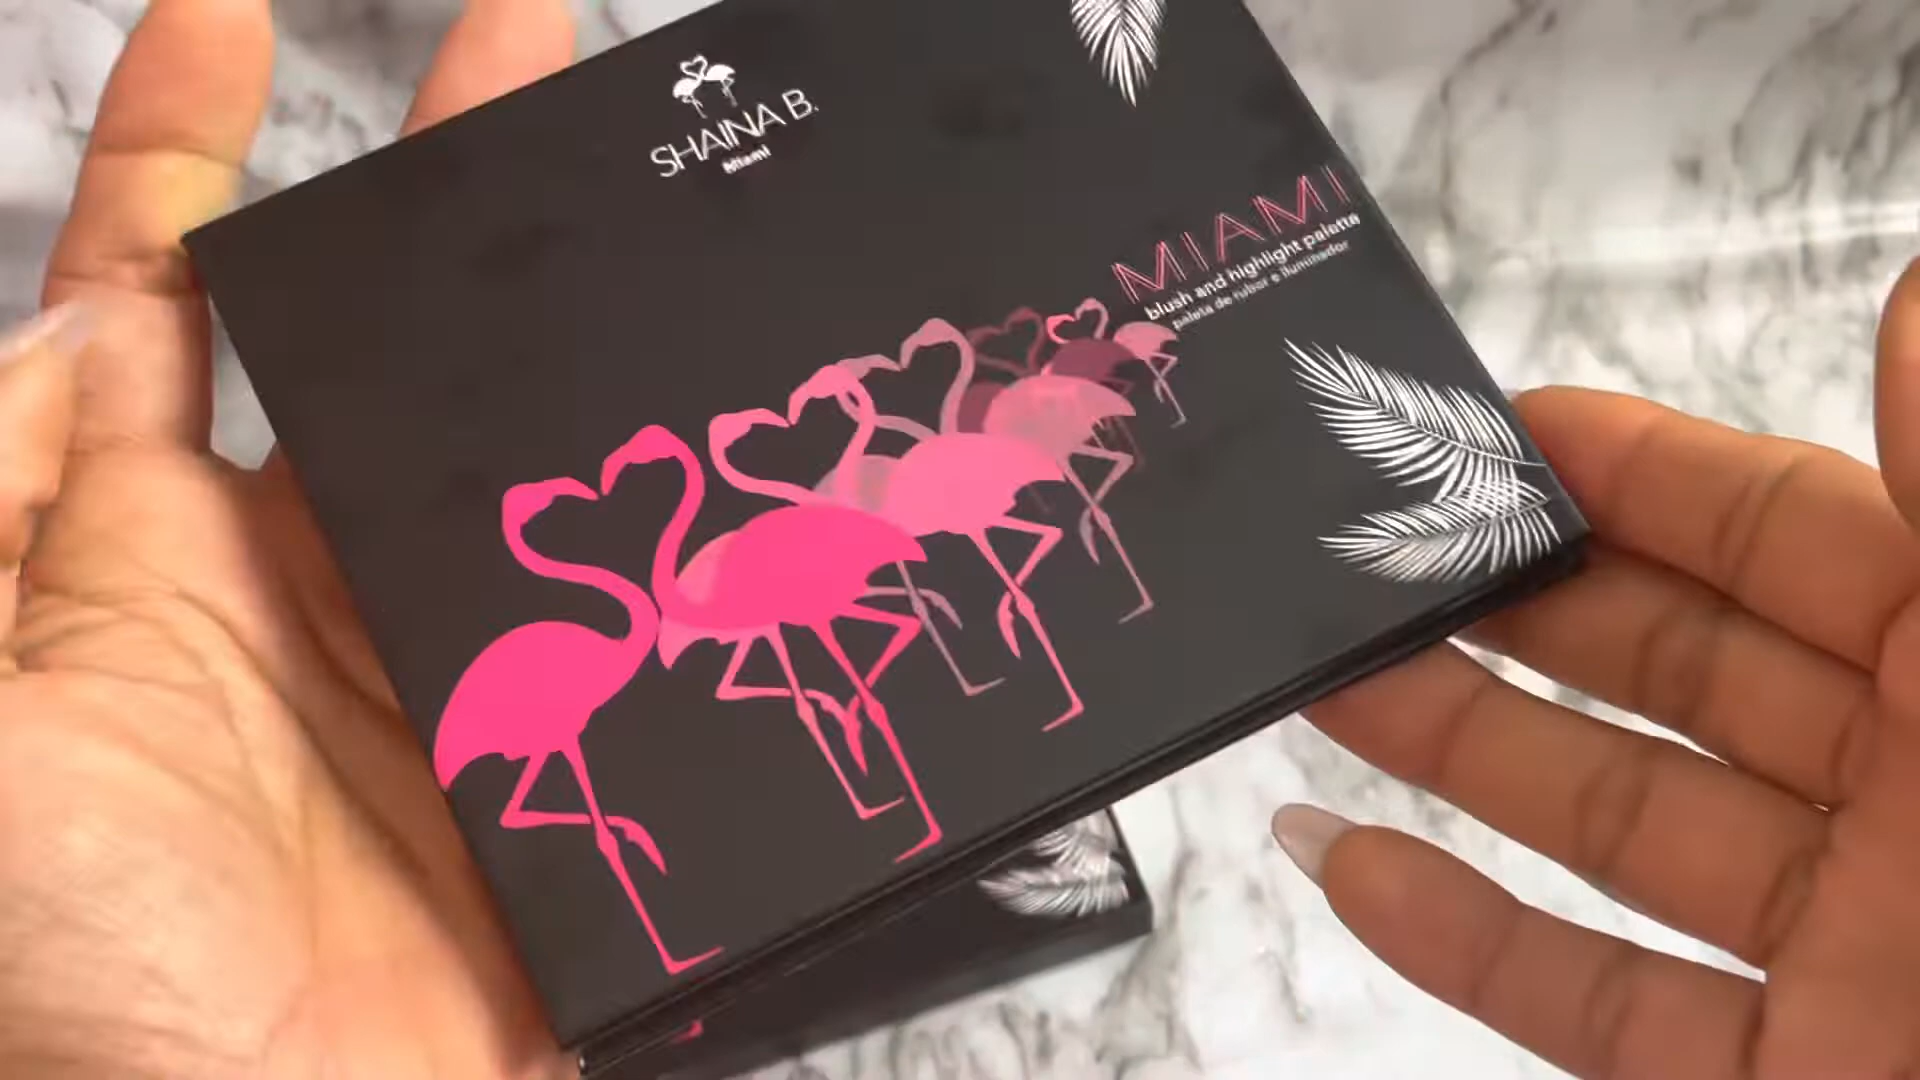 SHAINA B.
Miami
MIAMI
blush and highlight palette
paleta de rubor e iluminador